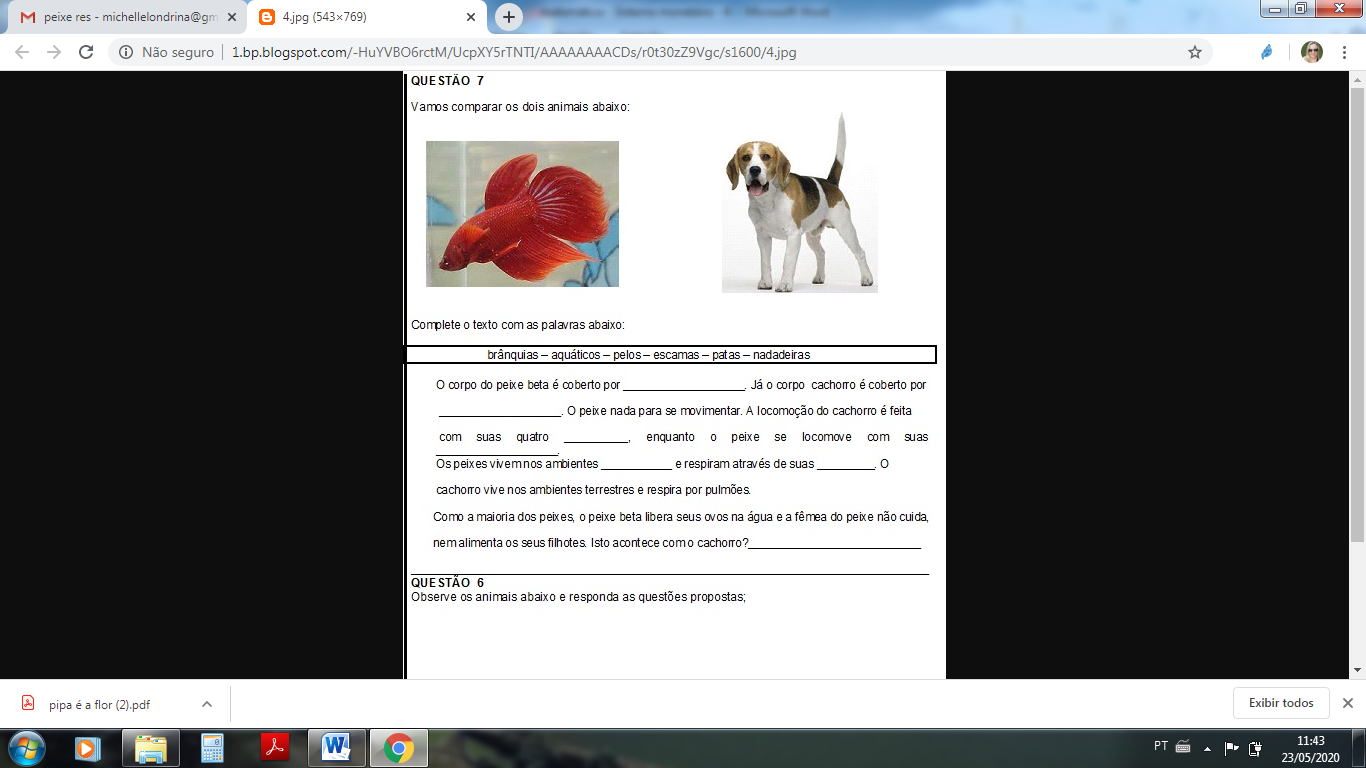 peixe res - michellelondrina@gm
4.jpg (543×769)
Não seguro
1.bp.blogspot.com/-HuYVBO6rctM/UcpXY5rTNTI/AAAAAAAACDs/r0t30zZ9Vgc/s1600/4.jpg
QUESTÃO 7
Vamos comparar os dois animais abaixo:
Complete o texto com as palavras abaixo:
brânquias – aquáticos – pelos – escamas – patas – nadadeiras
O corpo do peixe beta é coberto por ___________________. Já o corpo cachorro é coberto por
___________________. O peixe nada para se movimentar. A locomoção do cachorro é feita
com suas quatro __________, enquanto o peixe se locomove com suas
___________________.
Os peixes vivem nos ambientes ___________ e respiram através de suas _________. O
cachorro vive nos ambientes terrestres e respira por pulmões.
Como a maioria dos peixes, o peixe beta libera seus ovos na água e a fêmea do peixe não cuida,
nem alimenta os seus filhotes. Isto acontece com o cachorro?___________________________
QUESTÃO 6
Observe os animais abaixo e responda as questões propostas;
pipa é a flor (2).pdf
Exibir todos
PT
11:43
23/05/2020